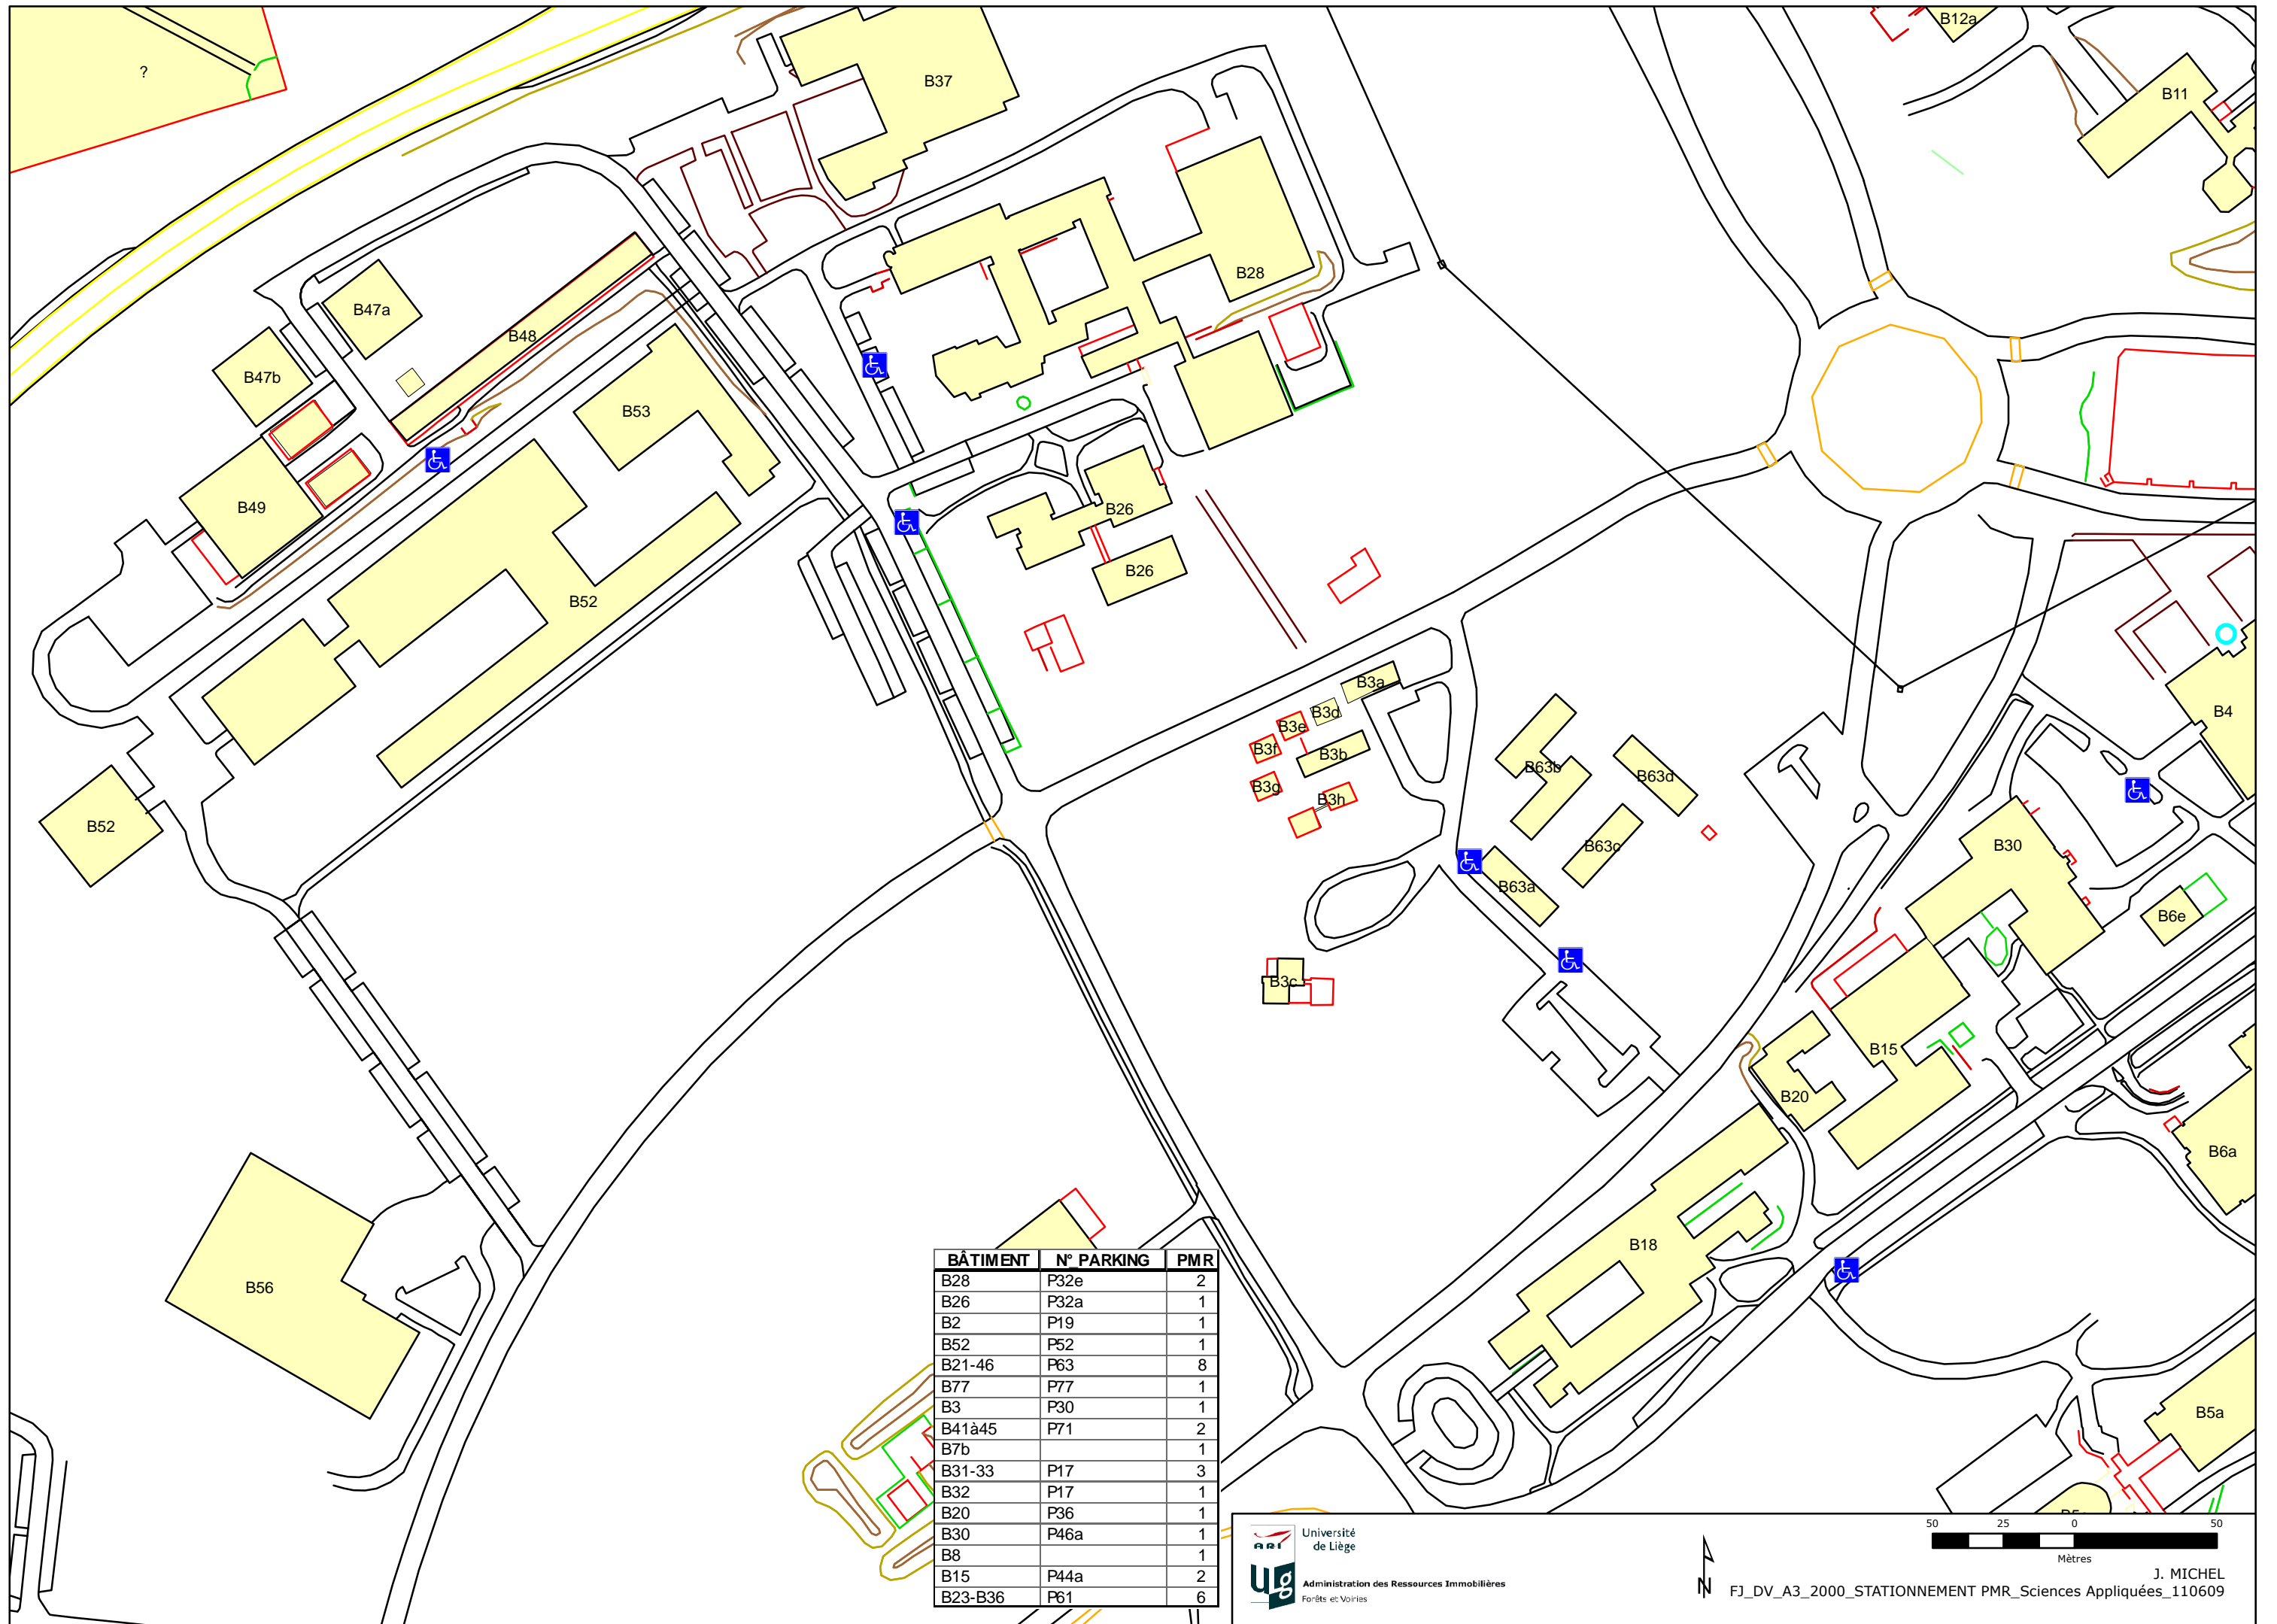 ?
B37
B12a
B11
B47a
B28
B48
B47b
B53
B49
B26
B26
B52
B3a
B3d
B3e
B3f
B3b
B3g
B3h
B63b
B63d
B63c
B63a
B3c
B4
B52
B30
B6e
B15
B20
B6a
B18
B56
B5a
BÂTIMENT N°_PARKING PMR
B28 P32e 2
B26 P32a 1
B2 P19 1
B52 P52 1
B21-46 P63 8
B77 P77 1
B3 P30 1
B41à45 P71 2
B7b 1
B31-33 P17 3
B32 P17 1
B20 P36 1
B30 P46a 1
B8 1
B15 P44a 2
B23-B36 P61 6
ARI
Université
de Liège
ULg
Administration des Ressources Immobilières
Forêts et Voiries
N
50 25 0 50
Mètres
J. MICHEL
FJ_DV_A3_2000_STATIONNEMENT PMR_Sciences Appliquées_110609